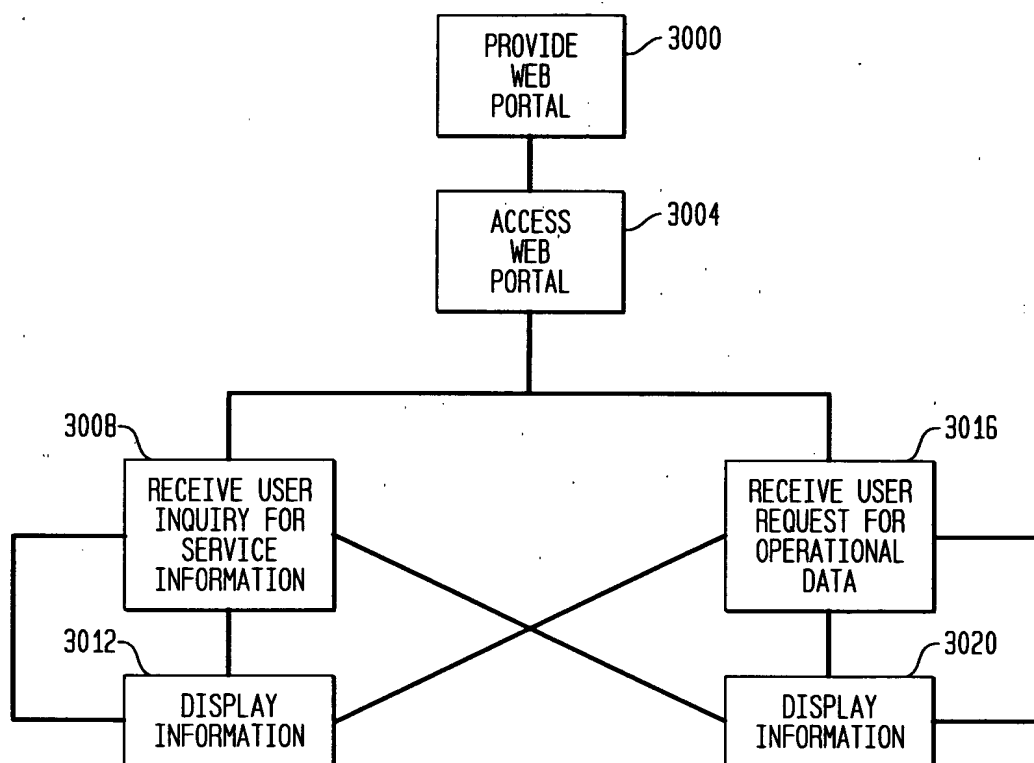 PROVIDE
WEB
PORTAL
3000
ACCESS
WEB
PORTAL
3004
3008
RECEIVE USER
INQUIRY FOR
SERVICE
INFORMATION
3016
RECEIVE USER
REQUEST FOR
OPERATIONAL
DATA
3012
DISPLAY
INFORMATION
3020
DISPLAY
INFORMATION